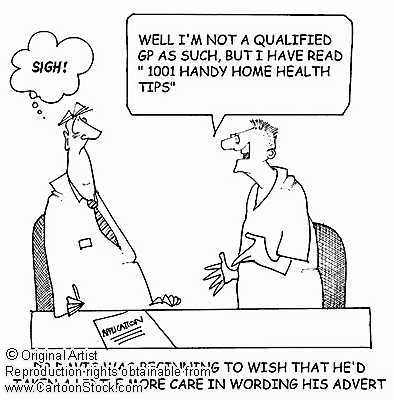 SIGH!
WELL I'M NOT A QUALIFIED
GP AS SUCH, BUT I HAVE READ
" 1001 HANDY HOME HEALTH
TIPS"
APPLICATION
© Original Artist
Reproduction rights obtainable from
www.CartoonStock.com
WAS BEGINNING TO WISH THAT HE'D
MORE CARE IN WORDING HIS ADVERT